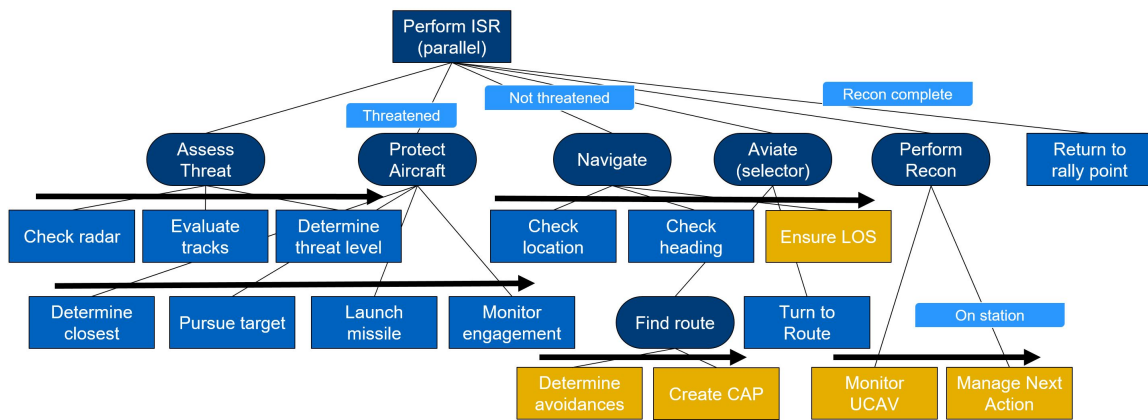 Perform ISR
(parallel)
Threatened
Not threatened
Recon complete
Assess
Threat
Protect
Aircraft
Navigate
Aviate
(selector)
Perform
Recon
Return to
rally point
Check radar
Evaluate
tracks
Determine
threat level
Check
location
Check
heading
Ensure LOS
Determine
closest
Pursue target
Launch
missile
Monitor
engagement
Find route
Turn to
Route
On station
Determine
avoidances
Create CAP
Monitor
UCAV
Manage Next
Action